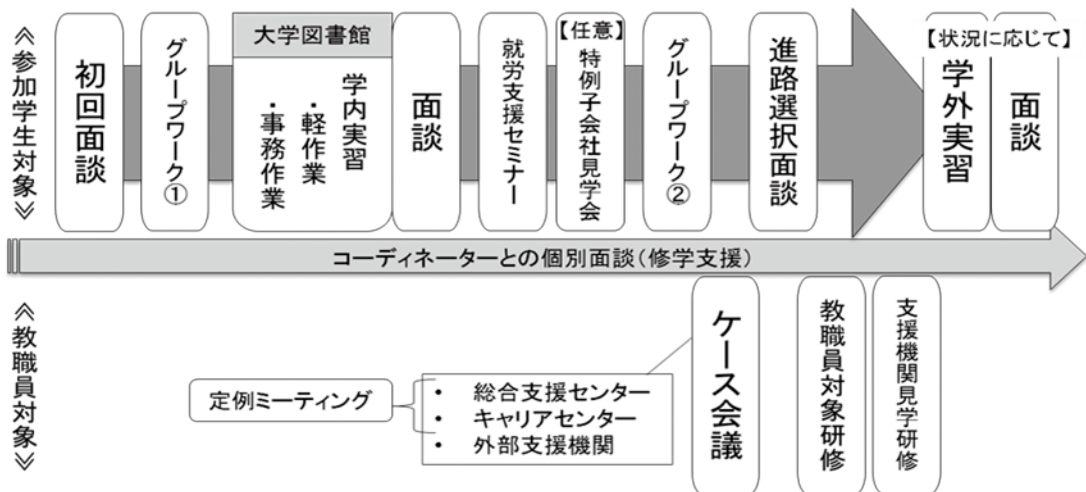 ≪参加学生対象≫
初回面談
グループワーク①
大学図書館
学内実習
・軽作業
・事務作業
面談
就労支援セミナー
【任意】
特例子会社見学会
グループワーク②
進路選択面談
【状況に応じて】
学外実習
面談
コーディネーターとの個別面談(修学支援)
≪教職員対象≫
定例ミーティング
・ 総合支援センター
・ キャリアセンター
・ 外部支援機関
ケース会議
教職員対象研修
支援機関見学研修